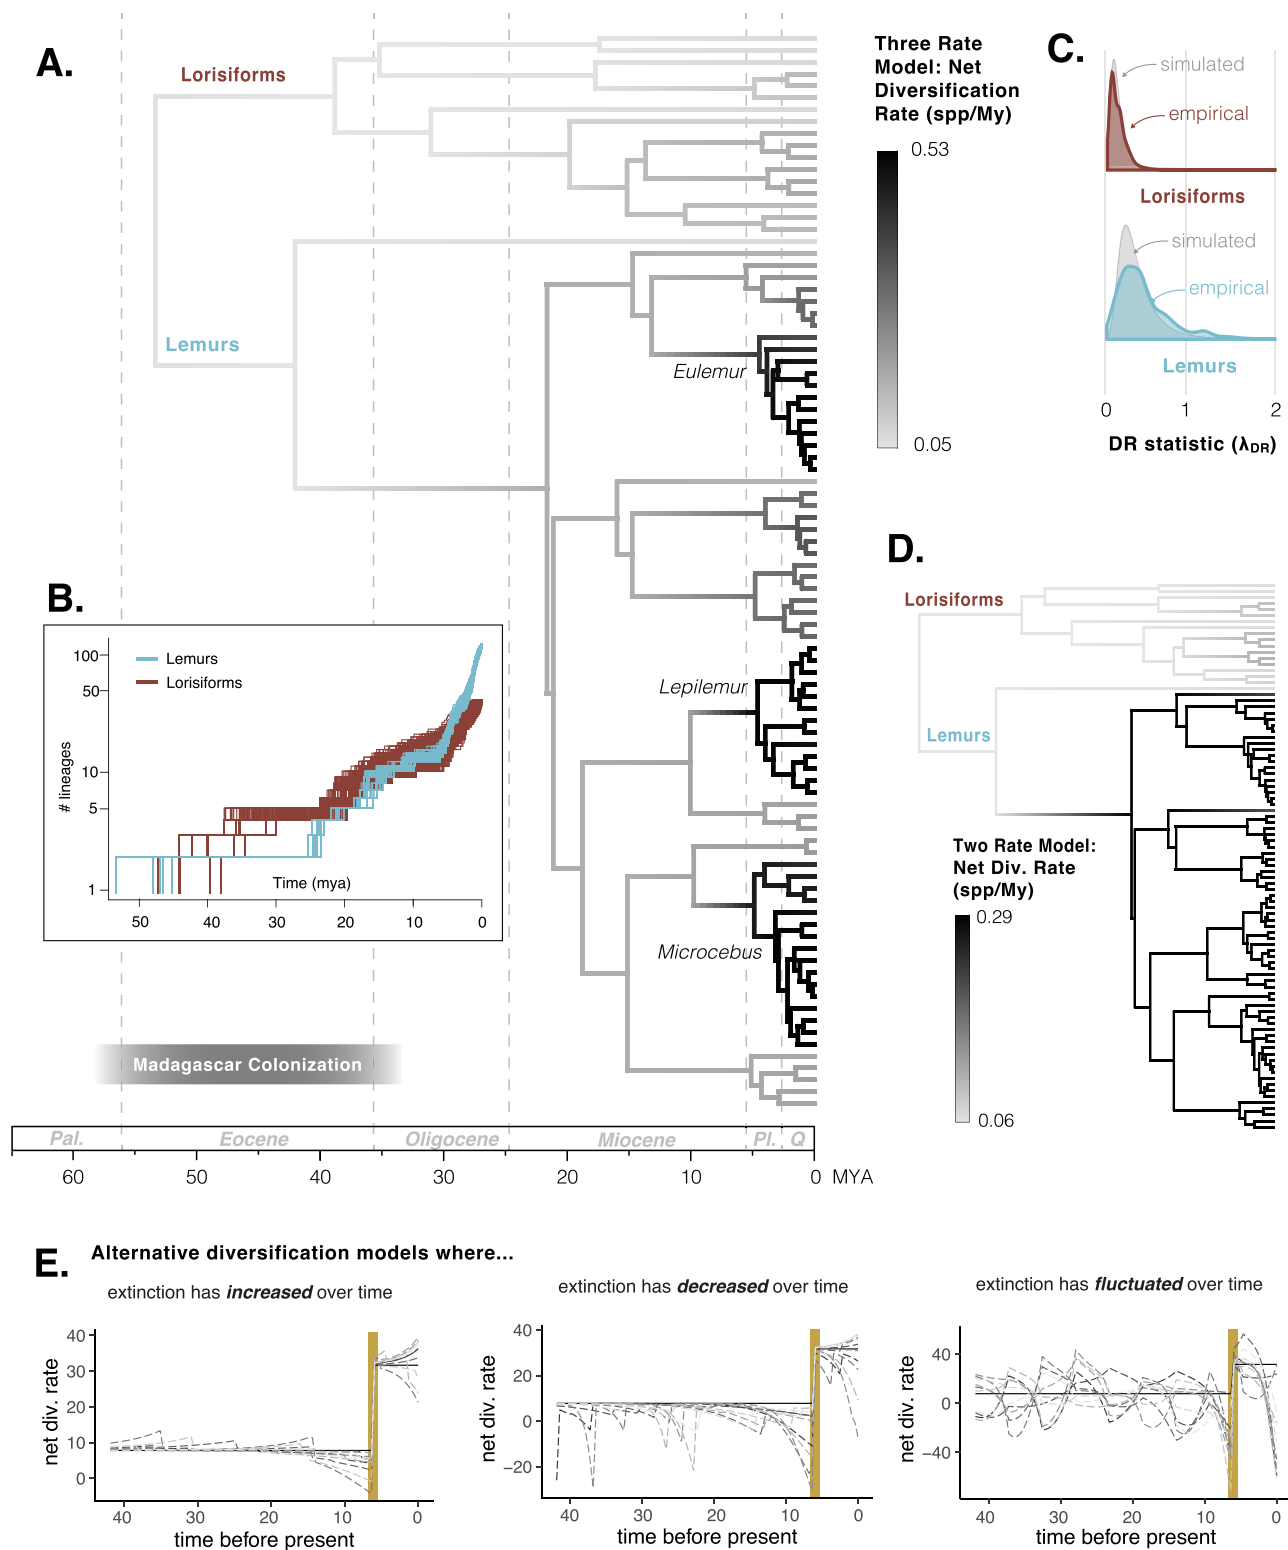 A.
Lorisiforms
Lemurs
Eulemur
Lepilemur
Microcebus
Three Rate
Model: Net
Diversification
Rate (spp/My)
0.53
0.05
B.
100
50
10
5
1
# lineages
Lemurs
Lorisiforms
Time (mya)
50 40 30 20 10 0
Madagascar Colonization
Pal. Eocene Oligocene Miocene Pl. Q
60 50 40 30 20 10 0 MYA
C.
simulated
empirical
Lorisiforms
simulated
empirical
Lemurs
0 1 2
DR statistic (λDR)
D.
Lorisiforms
Lemurs
Two Rate Model:
Net Div. Rate
(spp/My)
0.29
0.06
E.
Alternative diversification models where...
extinction has increased over time
40
30
20
10
0
net div. rate
40 30 20 10 0
time before present
extinction has decreased over time
40
20
0
−20
net div. rate
40 30 20 10 0
time before present
extinction has fluctuated over time
40
0
−40
net div. rate
40 30 20 10 0
time before present